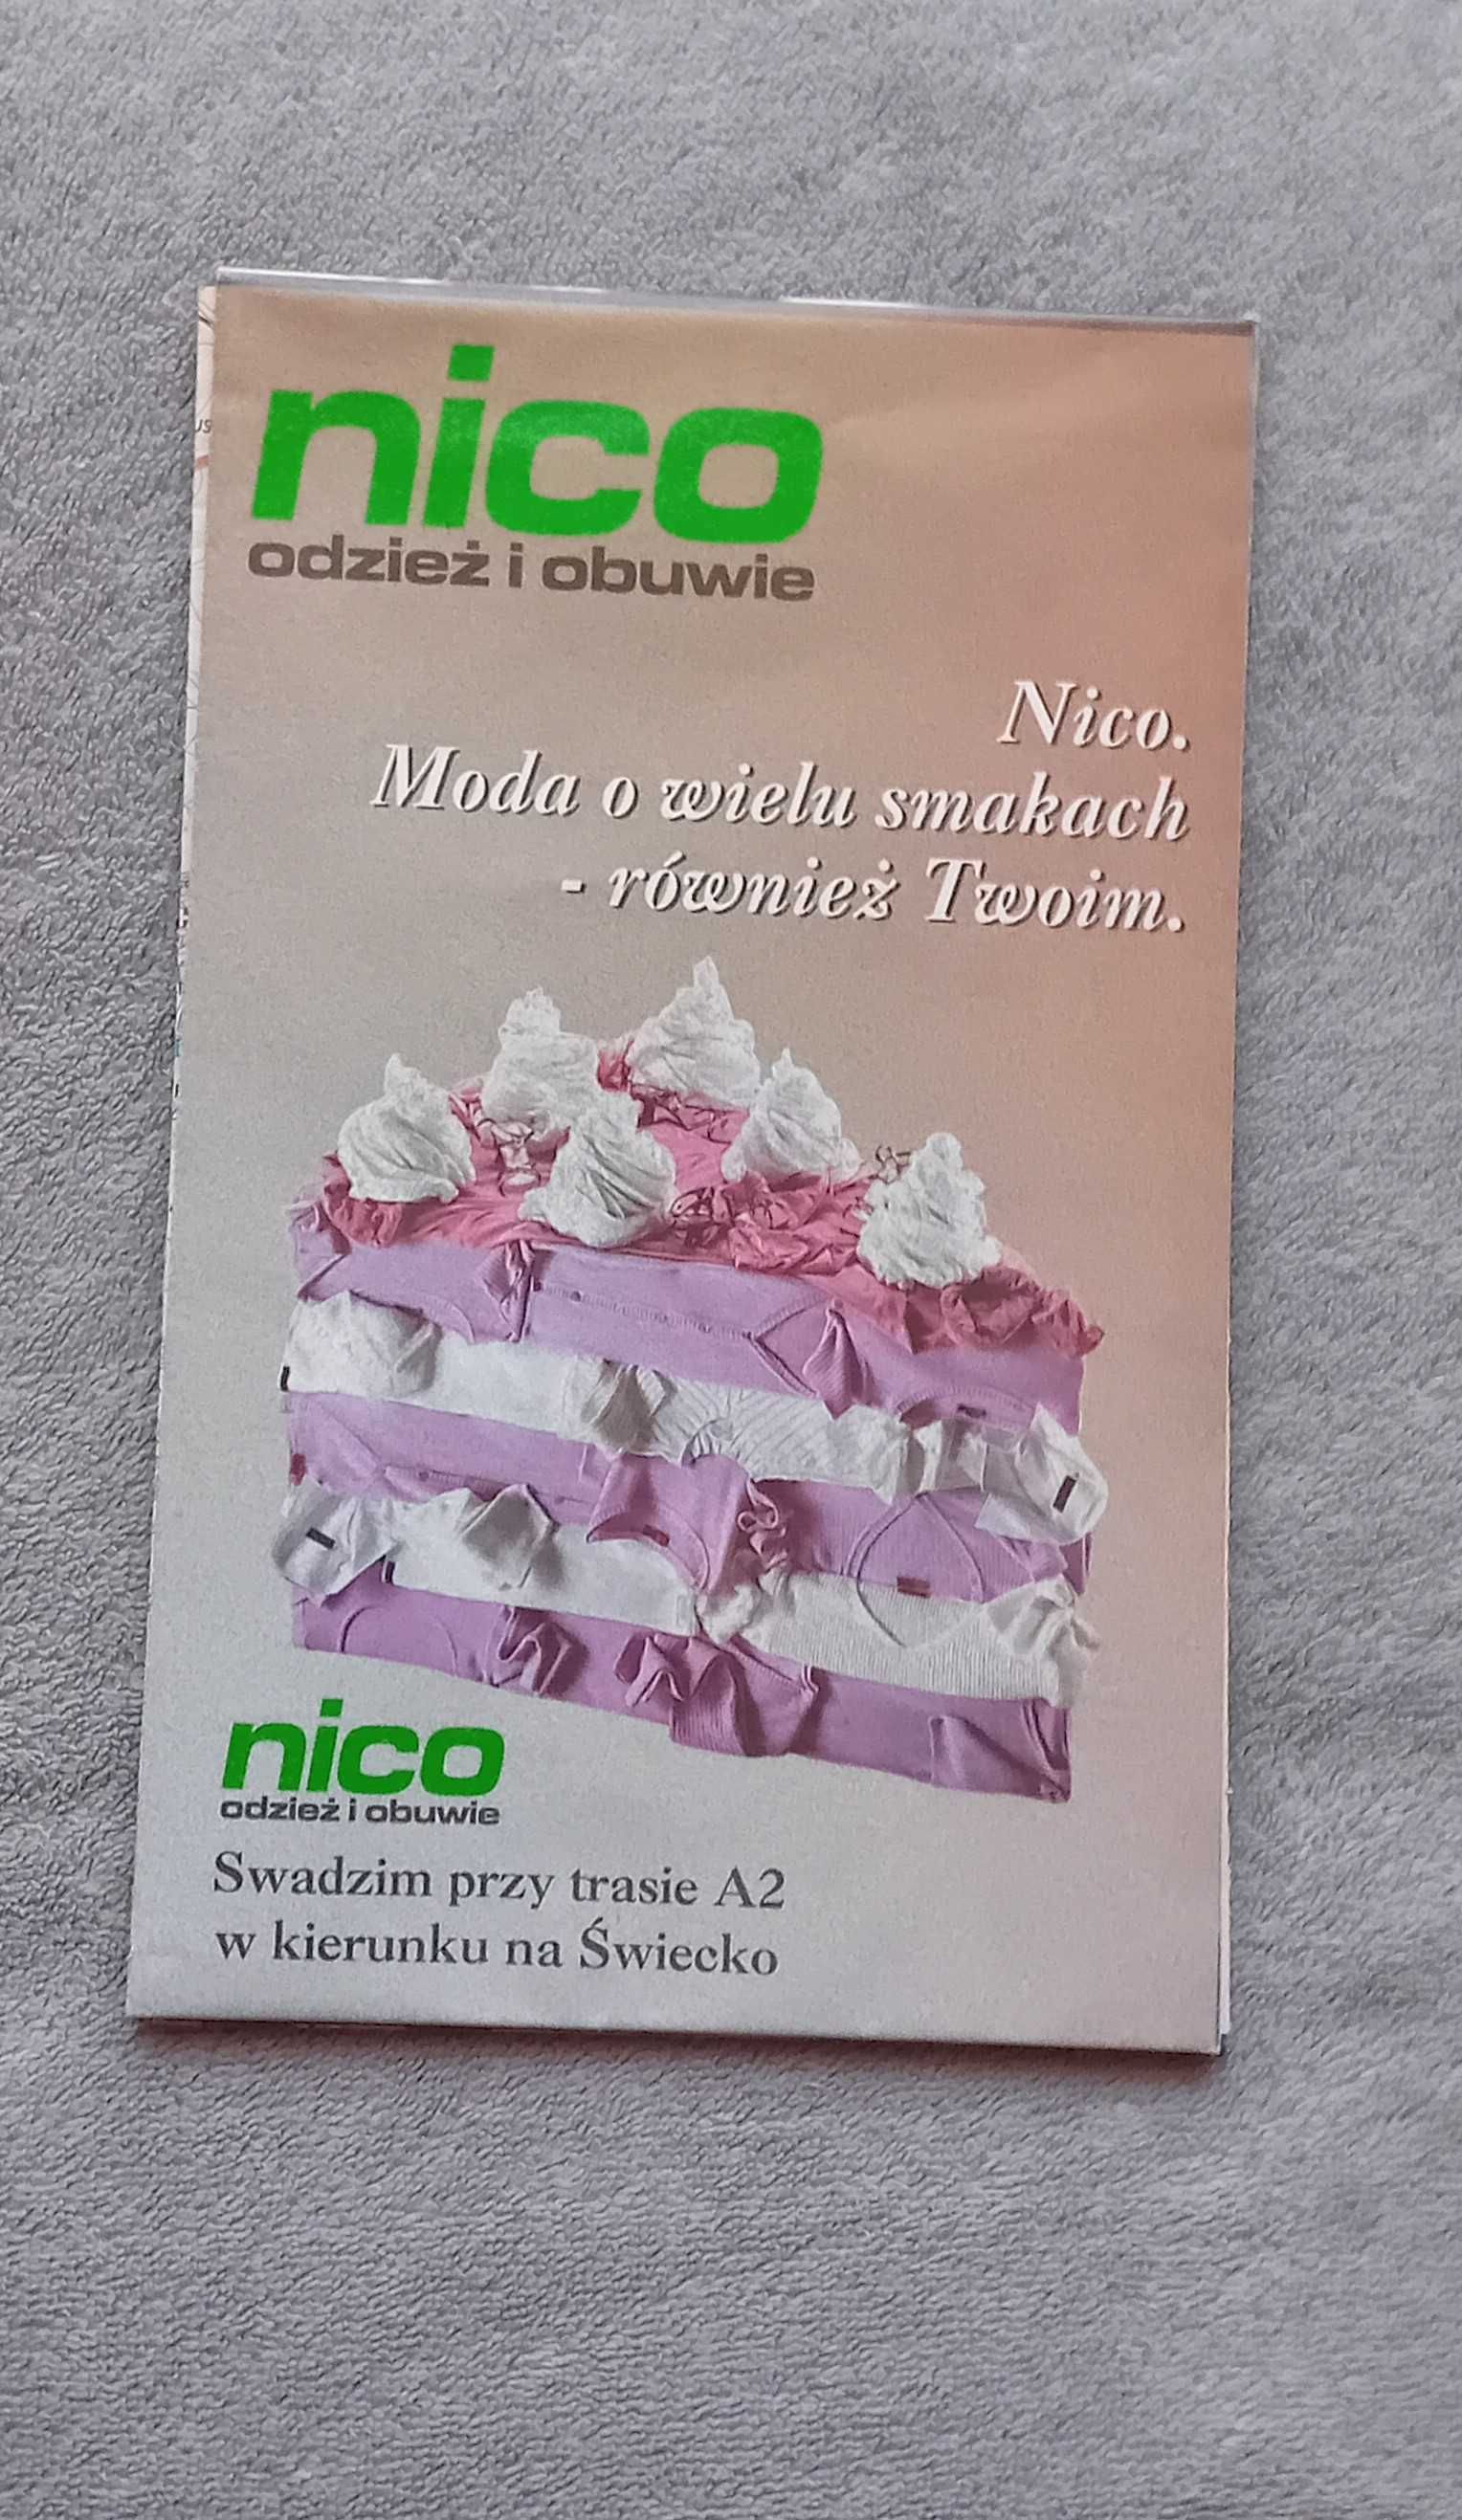 nico
odzież i obuwie
Nico.
Moda o wielu smakach
- również Twoim.
nico
odzież i obuwie
Swadzim przy trasie A2
w kierunku na Świecko